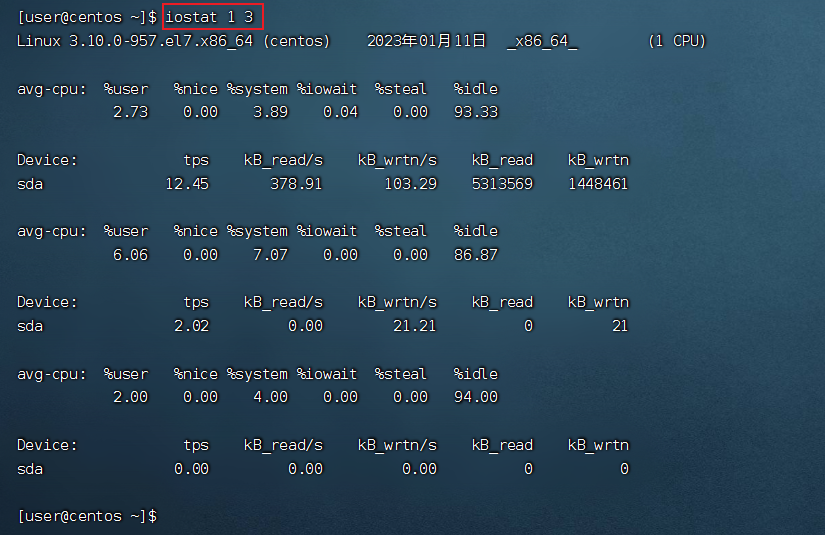 [user@centos ~]$ iostat 1 3
Linux 3.10.0-957.el7.x86_64 (centos) 2023年01月11日 _x86_64_ (1 CPU)
avg-cpu: %user %nice %system %iowait %steal %idle
2.73 0.00 3.89 0.04 0.00 93.33
Device: tps kB_read/s kB_wrtn/s kB_read kB_wrtn
sda 12.45 378.91 103.29 5313569 1448461
avg-cpu: %user %nice %system %iowait %steal %idle
6.06 0.00 7.07 0.00 0.00 86.87
Device: tps kB_read/s kB_wrtn/s kB_read kB_wrtn
sda 2.02 0.00 21.21 0 21
avg-cpu: %user %nice %system %iowait %steal %idle
2.00 0.00 4.00 0.00 0.00 94.00
Device: tps kB_read/s kB_wrtn/s kB_read kB_wrtn
sda 0.00 0.00 0.00 0 0
[user@centos ~]$